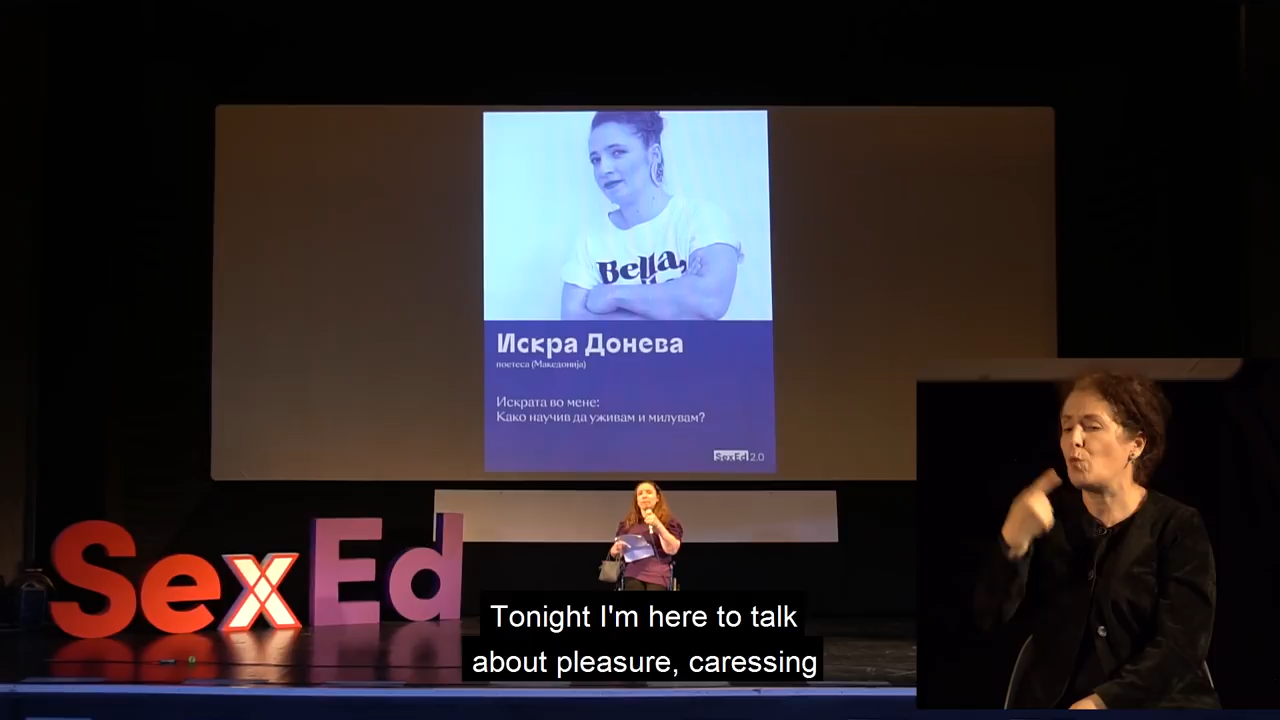 Bella,
Искра Донева
поетеса (Македонија)
Искрата во мене:
Како научив да уживам и милувам?
SexEd 2.0
SexEd
Tonight I'm here to talk
about pleasure, caressing